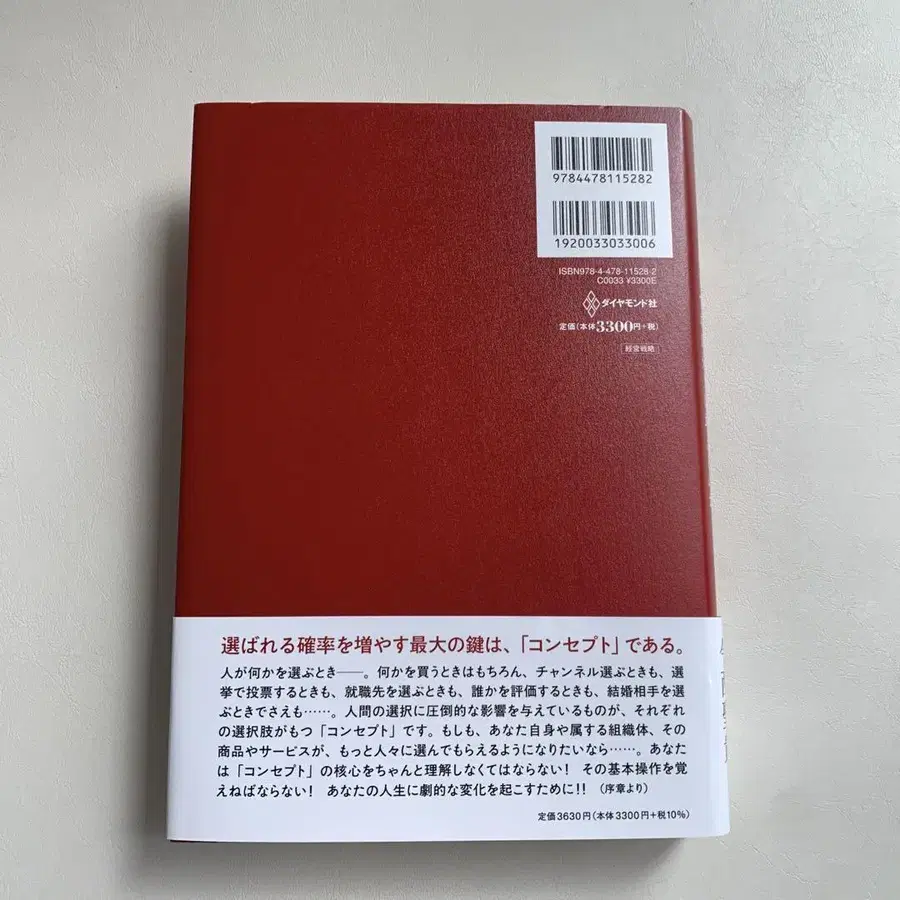 9784478115282
1920033033006
ISBN978-4-478-11528-2
C0033 ¥3300E
ダイヤモンド社
定価(本体3300円+税)
経営戦略
選ばれる確率を増やす最大の鍵は、「コンセプト」である。
人が何かを選ぶとき――。何かを買うときはもちろん、チャンネル選ぶときも、選
挙で投票するときも、就職先を選ぶときも、誰かを評価するときも、結婚相手を選
ぶときでさえも……。人間の選択に圧倒的な影響を与えているものが、それぞれ
の選択肢がもつ「コンセプト」です。もしも、あなた自身や属する組織体、その
商品やサービスが、もっと人々に選んでもらえるようになりたいなら……。あなた
は「コンセプト」の核心をちゃんと理解しなくてはならない! その基本操作を覚
えねばならない! あなたの人生に劇的な変化を起こすために!! (序章より)
定価3630円(本体3300円+税10%)